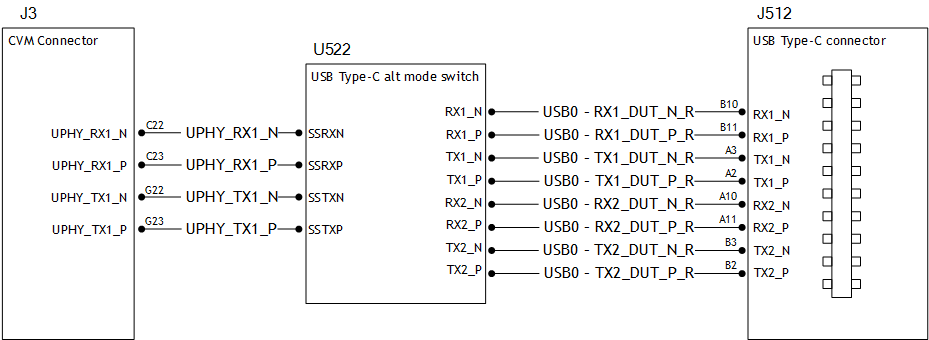 J3
CVM Connector
UPHY_RX1_N
C22
UPHY_RX1_N
UPHY_RX1_P
C23
UPHY_RX1_P
UPHY_TX1_N
G22
UPHY_TX1_N
UPHY_TX1_P
G23
UPHY_TX1_P
U522
USB Type-C alt mode switch
SSRXN
SSRXP
SSTXN
SSTXP
RX1_N
RX1_P
TX1_N
TX1_P
RX2_N
RX2_P
TX2_N
TX2_P
USB0 - RX1_DUT_N_R
USB0 - RX1_DUT_P_R
USB0 - TX1_DUT_N_R
USB0 - TX1_DUT_P_R
USB0 - RX2_DUT_N_R
USB0 - RX2_DUT_P_R
USB0 - TX2_DUT_N_R
USB0 - TX2_DUT_P_R
B10
B11
A3
A2
A10
A11
B3
B2
J512
USB Type-C connector
RX1_N
RX1_P
TX1_N
TX1_P
RX2_N
RX2_P
TX2_N
TX2_P